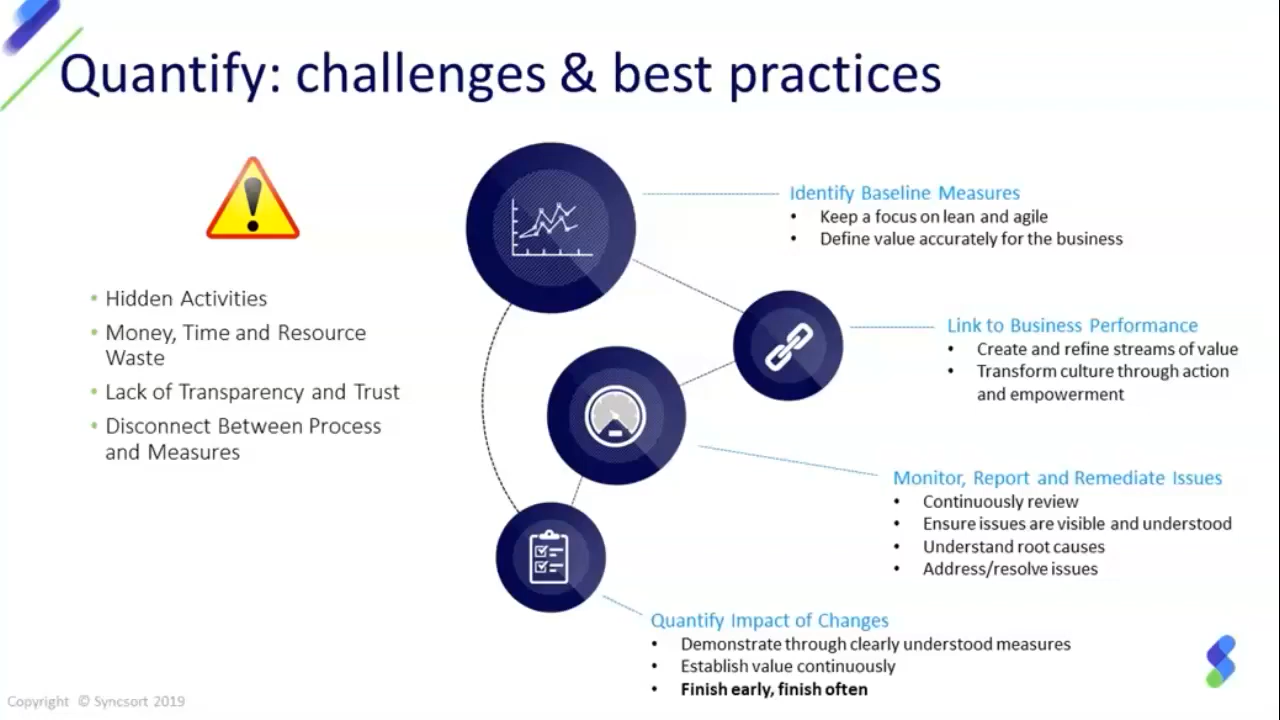 Quantify: challenges & best practices
• Hidden Activities
• Money, Time and Resource
Waste
• Lack of Transparency and Trust
• Disconnect Between Process
and Measures
Identify Baseline Measures
• Keep a focus on lean and agile
• Define value accurately for the business
Link to Business Performance
• Create and refine streams of value
• Transform culture through action
and empowerment
Monitor, Report and Remediate Issues
• Continuously review
• Ensure issues are visible and understood
• Understand root causes
• Address/resolve issues
Quantify Impact of Changes
• Demonstrate through clearly understood measures
• Establish value continuously
• Finish early, finish often
Copyright © Syncsort 2019